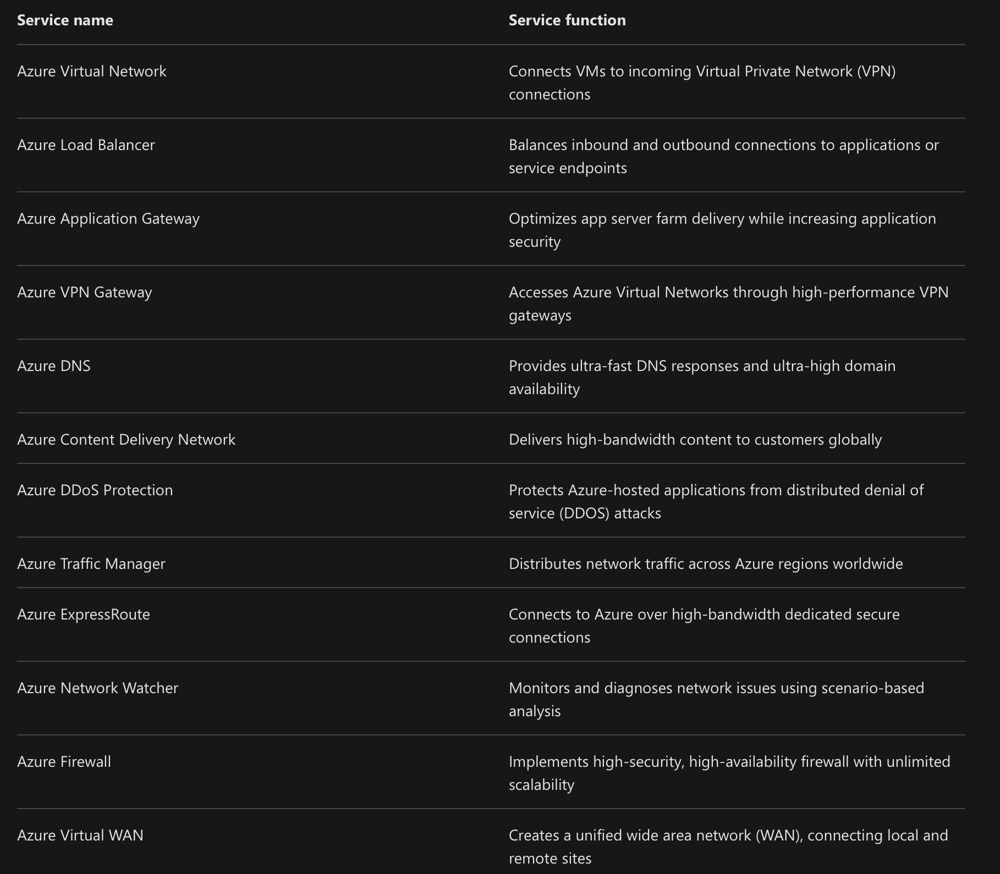 Service name
Service function
Azure Virtual Network
Connects VMs to incoming Virtual Private Network (VPN)
connections
Azure Load Balancer
Balances inbound and outbound connections to applications or
service endpoints
Azure Application Gateway
Optimizes app server farm delivery while increasing application
security
Azure VPN Gateway
Accesses Azure Virtual Networks through high-performance VPN
gateways
Azure DNS
Provides ultra-fast DNS responses and ultra-high domain
availability
Azure Content Delivery Network
Delivers high-bandwidth content to customers globally
Azure DDoS Protection
Protects Azure-hosted applications from distributed denial of
service (DDOS) attacks
Azure Traffic Manager
Distributes network traffic across Azure regions worldwide
Azure ExpressRoute
Connects to Azure over high-bandwidth dedicated secure
connections
Azure Network Watcher
Monitors and diagnoses network issues using scenario-based
analysis
Azure Firewall
Implements high-security, high-availability firewall with unlimited
scalability
Azure Virtual WAN
Creates a unified wide area network (WAN), connecting local and
remote sites